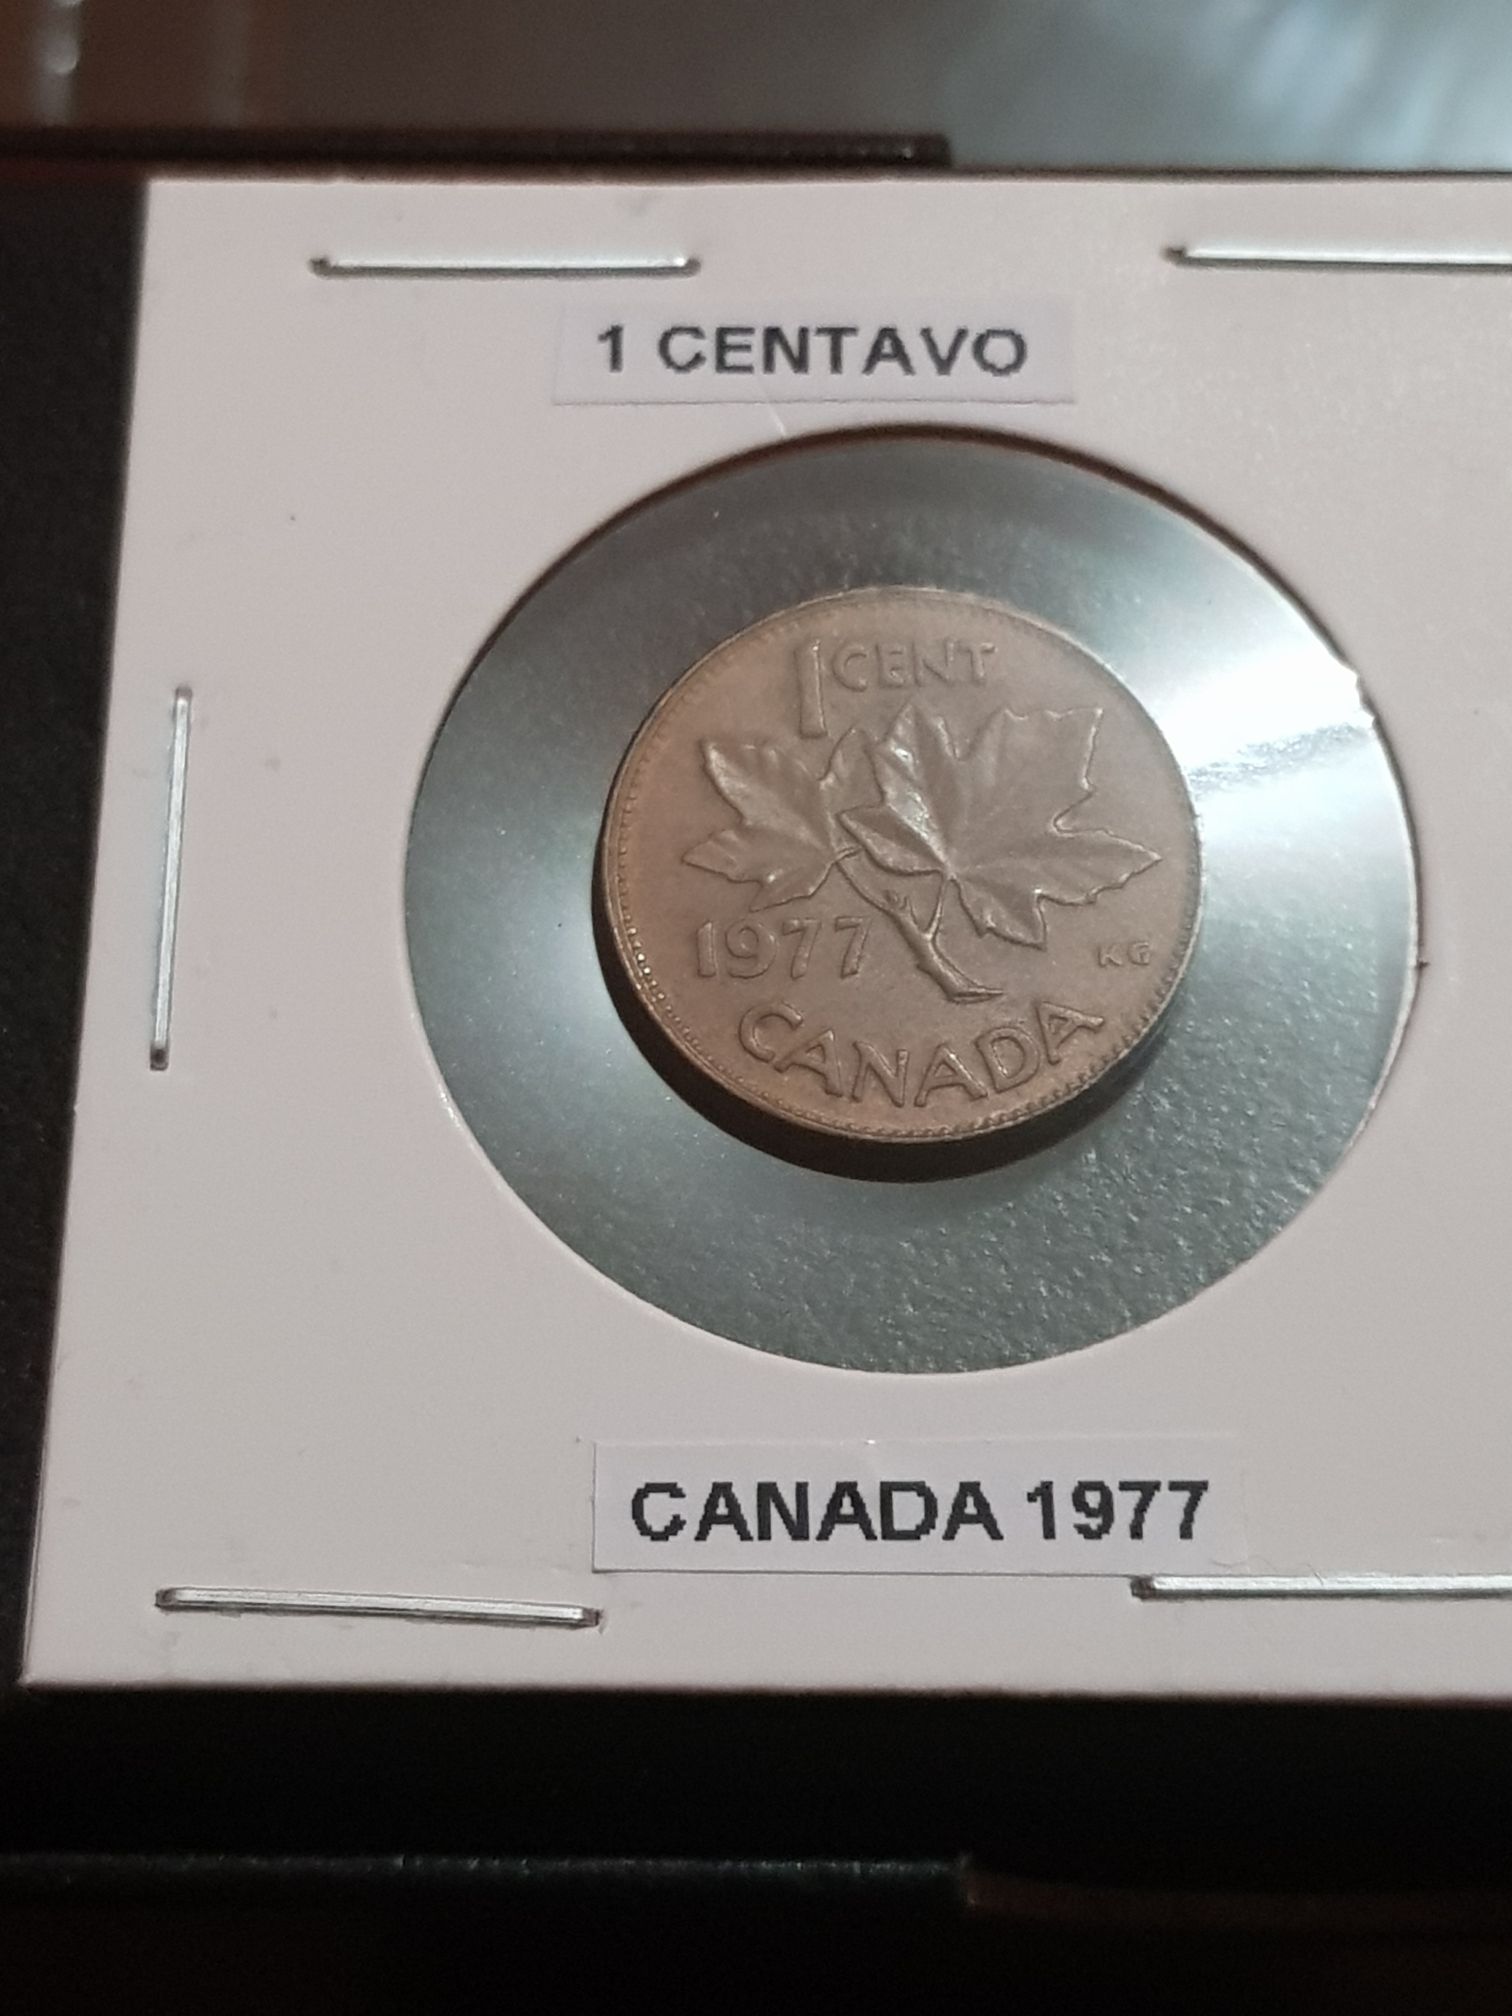 1 CENTAVO
1 CENT
1977
KG
CANADA
CANADA 1977